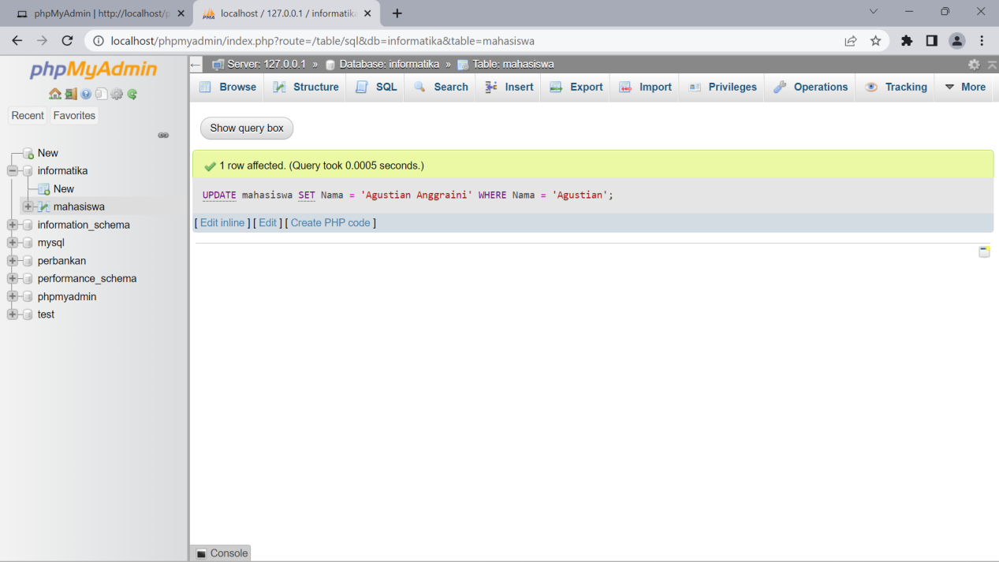 phpMyAdmin | http://localhost/p
localhost / 127.0.0.1 / informatika
localhost/phpmyadmin/index.php?route=/table/sql&db=informatika&table=mahasiswa
phpMyAdmin
Recent Favorites
New
informatika
New
mahasiswa
information_schema
mysql
perbankan
performance_schema
phpmyadmin
test
Server: 127.0.0.1 » Database: informatika » Table: mahasiswa
Browse Structure SQL Search Insert Export Import Privileges Operations Tracking More
Show query box
1 row affected. (Query took 0.0005 seconds.)
UPDATE mahasiswa SET Nama = 'Agustian Anggraini' WHERE Nama = 'Agustian';
[ Edit inline ] [ Edit ] [ Create PHP code ]
Console